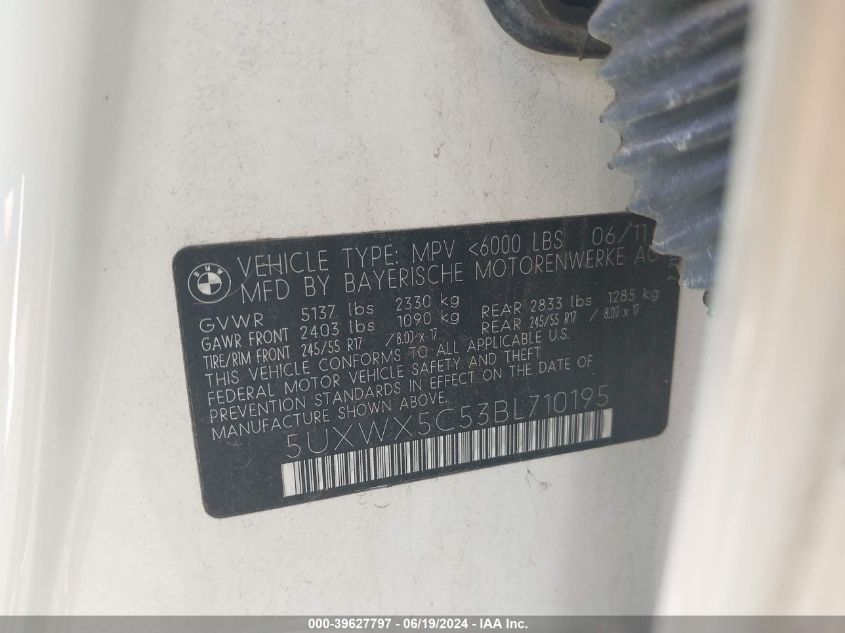 BMW
VEHICLE TYPE: MPV <6000 LBS 06/11
MFD BY BAYERISCHE MOTORENWERKE AG
GVWR 5137 lbs 2330 kg
GAWR FRONT 2403 lbs 1090 kg REAR 2833 lbs 1285 kg
TIRE/RIM FRONT 245/55 R17 / 8.0J x 17 REAR 245/55 R17 / 8.0J x 17
THIS VEHICLE CONFORMS TO ALL APPLICABLE U.S.
FEDERAL MOTOR VEHICLE SAFETY AND THEFT
PREVENTION STANDARDS IN EFFECT ON THE DATE OF
MANUFACTURE SHOWN ABOVE.
5UXWX5C53BL710195
000-39627797 - 06/19/2024 - IAA Inc.